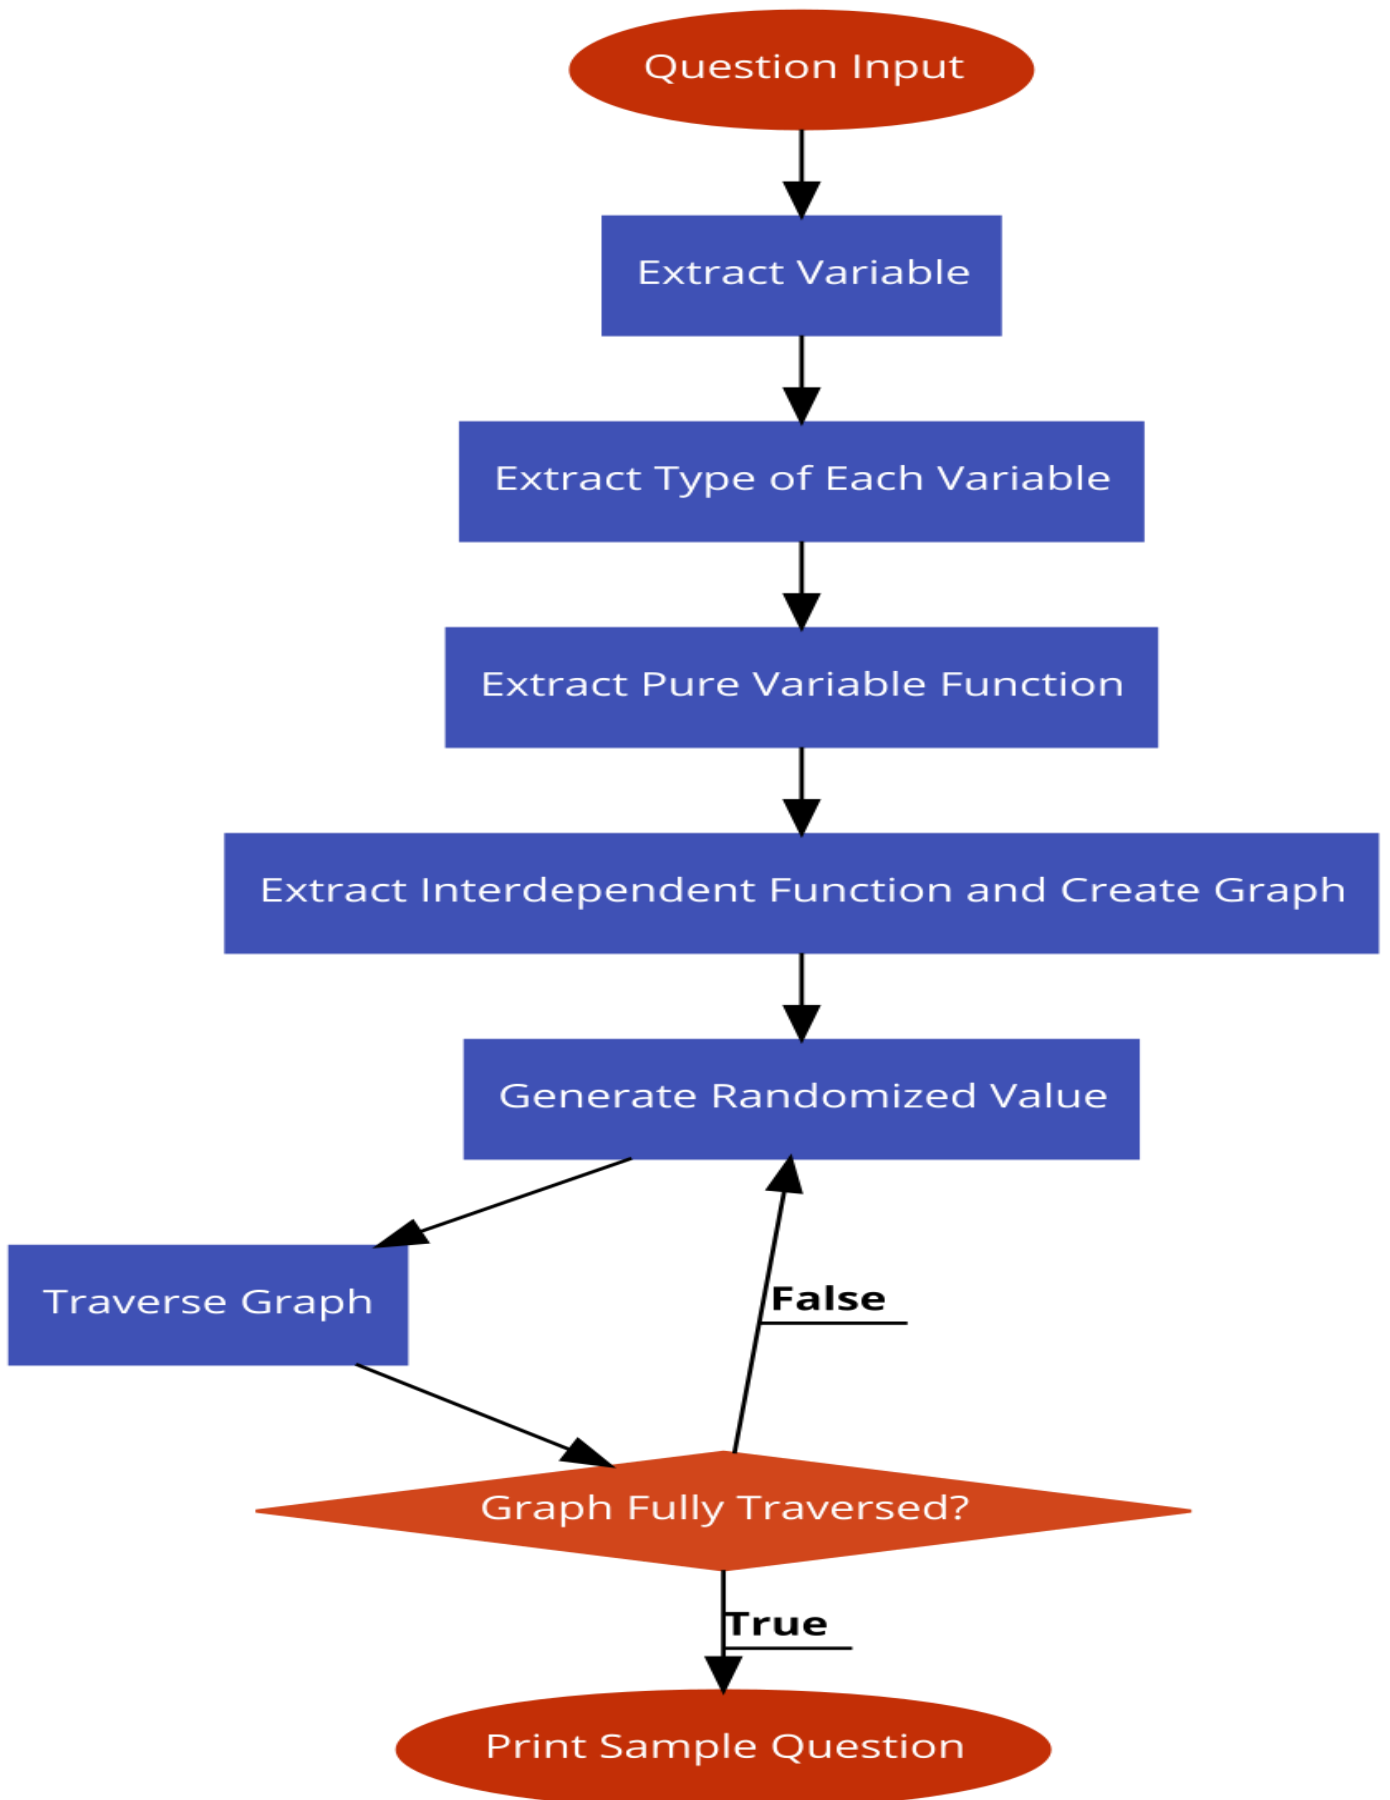 Question Input
Extract Variable
Extract Type of Each Variable
Extract Pure Variable Function
Extract Interdependent Function and Create Graph
Generate Randomized Value
Traverse Graph
False
Graph Fully Traversed?
True
Print Sample Question